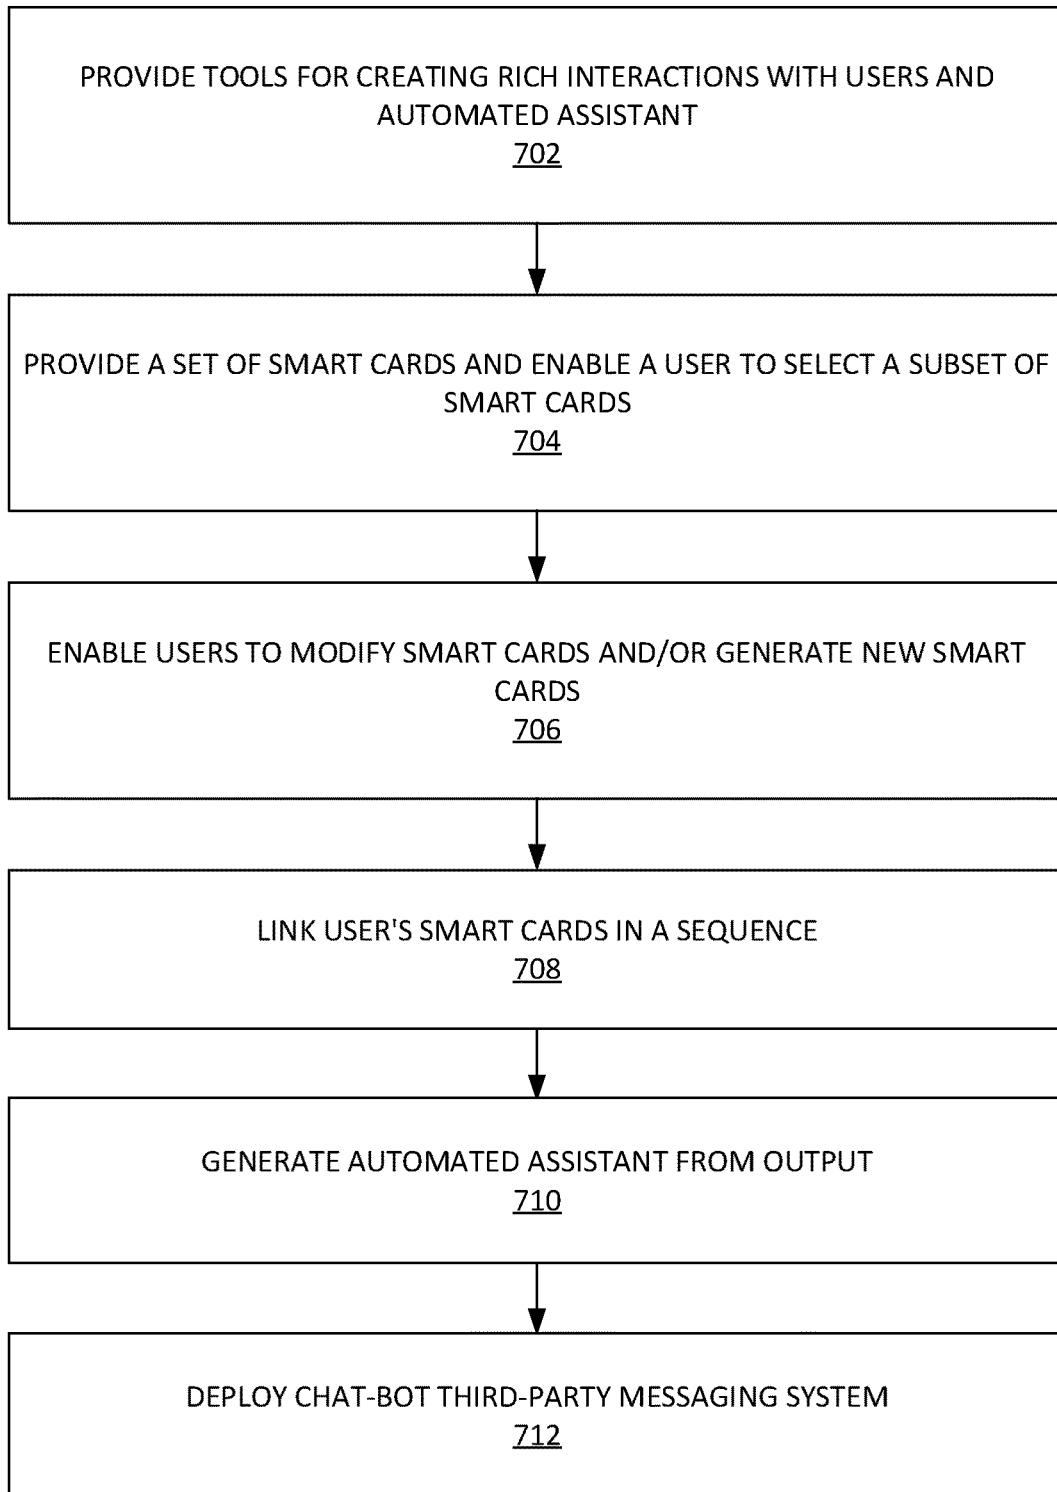 PROVIDE TOOLS FOR CREATING RICH INTERACTIONS WITH USERS AND
AUTOMATED ASSISTANT
702
PROVIDE A SET OF SMART CARDS AND ENABLE A USER TO SELECT A SUBSET OF
SMART CARDS
704
ENABLE USERS TO MODIFY SMART CARDS AND/OR GENERATE NEW SMART
CARDS
706
LINK USER'S SMART CARDS IN A SEQUENCE
708
GENERATE AUTOMATED ASSISTANT FROM OUTPUT
710
DEPLOY CHAT-BOT THIRD-PARTY MESSAGING SYSTEM
712